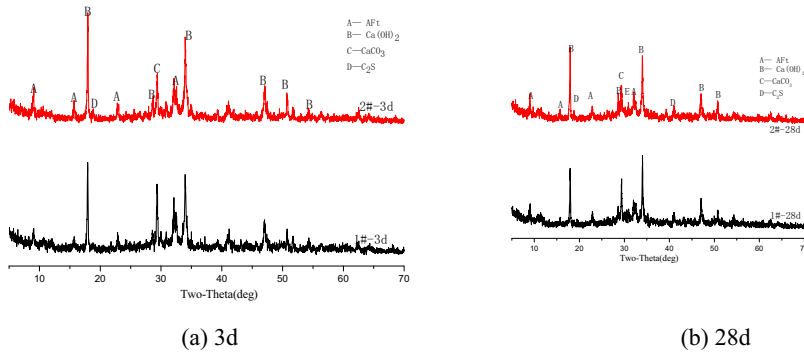 B
A— AFt
B— Ca(OH)2
C—CaCO3
D—C2S
B
C
A
A
D
A
B
A
B
B
B
2#-3d
1#-3d
10 20 30 40 50 60 70
Two-Theta(deg)
(a) 3d
A— AFt
B— Ca(OH)2
C—CaCO3
D—C2S
B
B
C
A
A
D
A
E
A
D
B
B
2#-28d
1#-28d
10 20 30 40 50 60 70
Two-Theta(deg)
(b) 28d